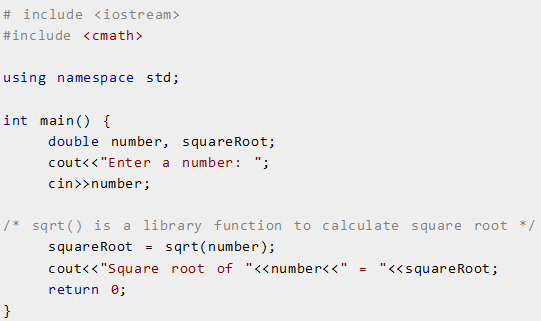 # include <iostream>
#include <cmath>
using namespace std;
int main() {
double number, squareRoot;
cout<<"Enter a number: ";
cin>>number;
/* sqrt() is a library function to calculate square root */
squareRoot = sqrt(number);
cout<<"Square root of "<<number<<" = "<<squareRoot;
return 0;
}